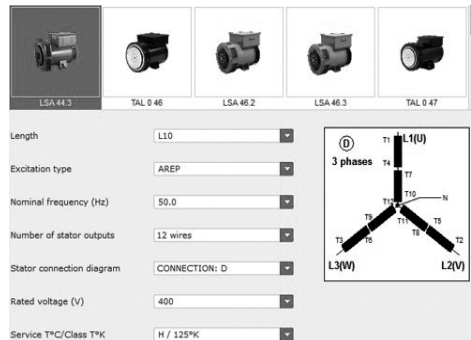 LSA 44.3 TAL 0 46 LSA 46.2 LSA 46.3 TAL 0 47
Length L10
Excitation type AREP
Nominal frequency (Hz) 50.0
Number of stator outputs 12 wires
Stator connection diagram CONNECTION: D
Rated voltage (V) 400
Service T°C/Class T°K H / 125°K
D
3 phases
T1 L1(U)
T4
T7
T12 T10
N
T9 T11 T5
T3 T6 T8 T2
L3(W) L2(V)